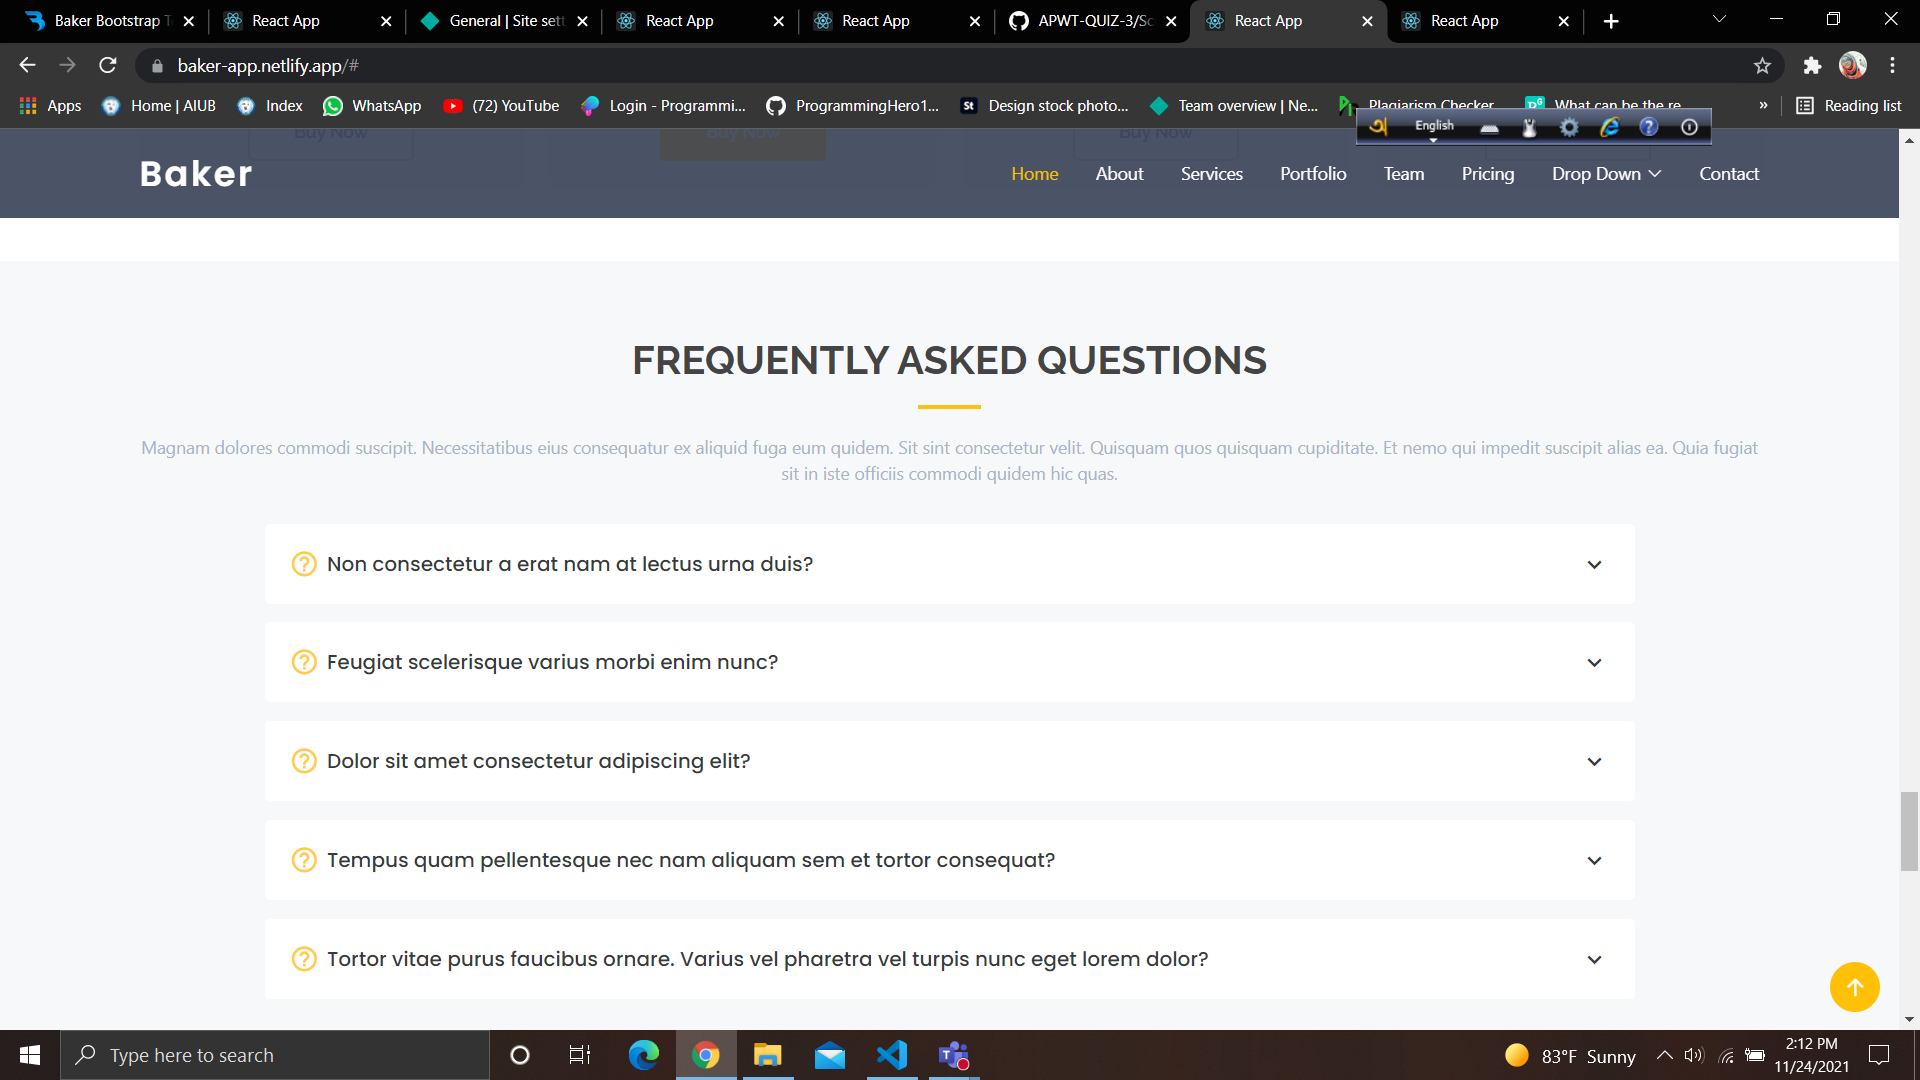 Baker Bootstrap T
React App
General | Site sett
React App
React App
APWT-QUIZ-3/Sc
React App
React App
baker-app.netlify.app/#
Apps
Home | AIUB
Index
WhatsApp
(72) YouTube
Login - Programmi...
ProgrammingHero1...
Design stock photo...
Team overview | Ne...
Plagiarism Checker
What can be the re
»
Reading list
English
Buy Now
Buy Now
Buy Now
Baker
Home
About
Services
Portfolio
Team
Pricing
Drop Down
Contact
FREQUENTLY ASKED QUESTIONS
Magnam dolores commodi suscipit. Necessitatibus eius consequatur ex aliquid fuga eum quidem. Sit sint consectetur velit. Quisquam quos quisquam cupiditate. Et nemo qui impedit suscipit alias ea. Quia fugiat
sit in iste officiis commodi quidem hic quas.
Non consectetur a erat nam at lectus urna duis?
Feugiat scelerisque varius morbi enim nunc?
Dolor sit amet consectetur adipiscing elit?
Tempus quam pellentesque nec nam aliquam sem et tortor consequat?
Tortor vitae purus faucibus ornare. Varius vel pharetra vel turpis nunc eget lorem dolor?
Type here to search
83°F Sunny
2:12 PM
11/24/2021